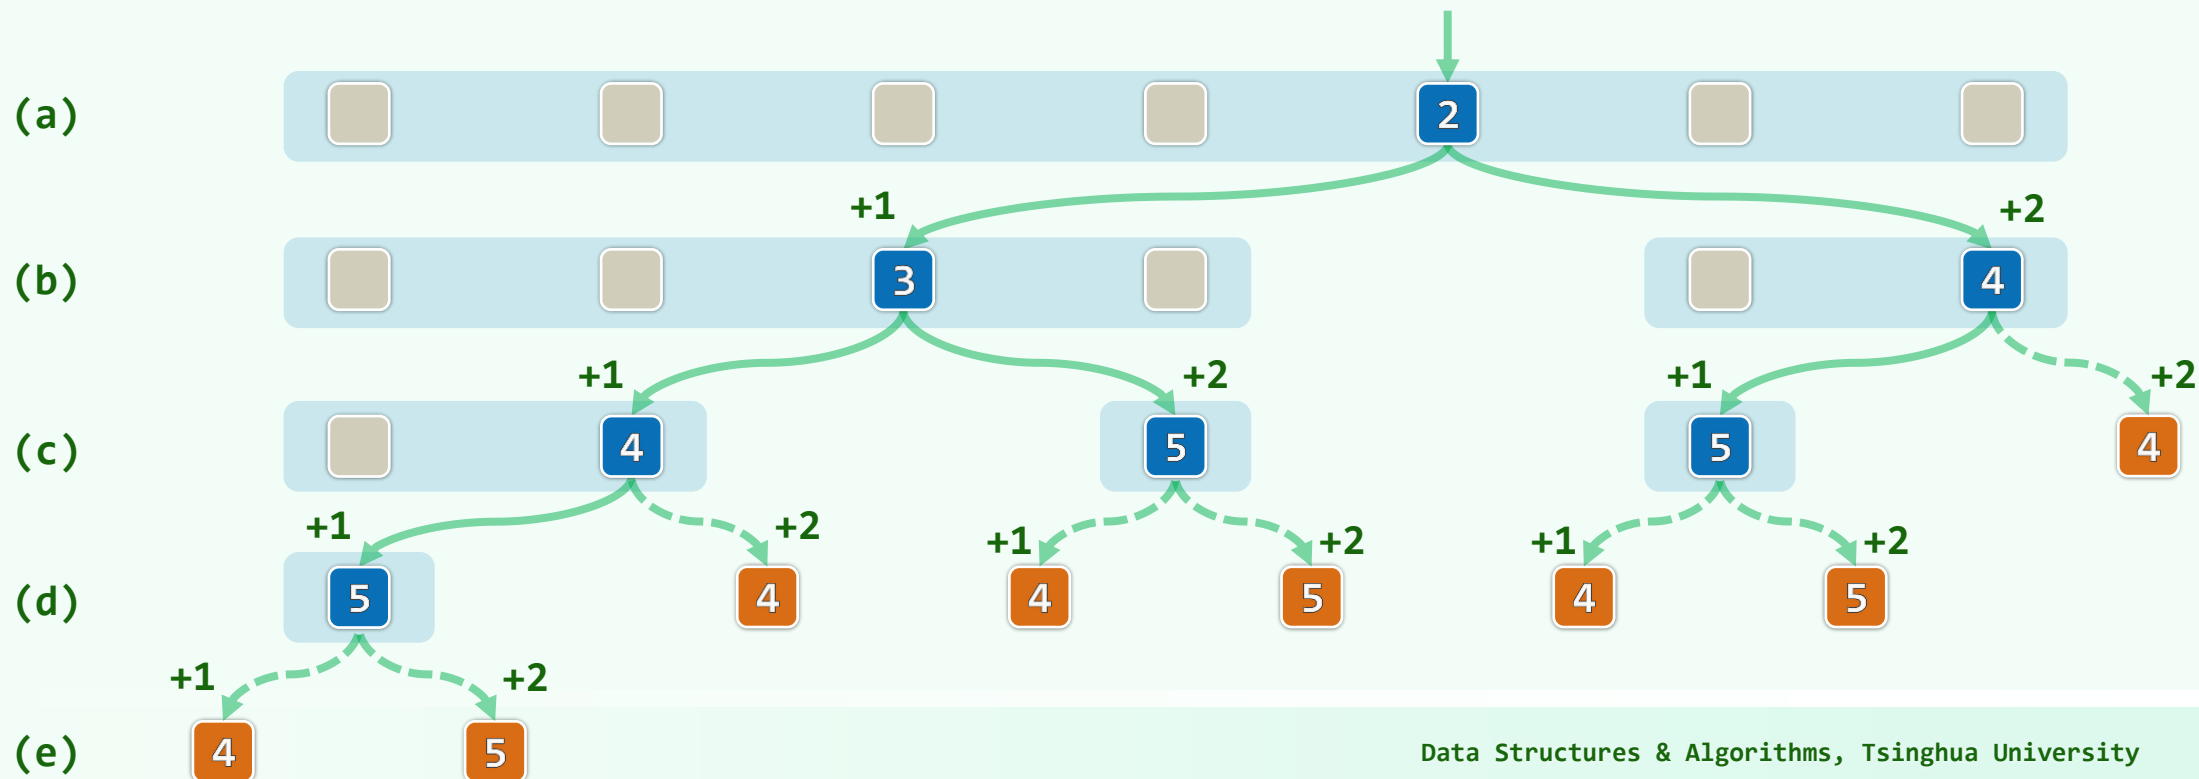 (a) 2
+1 +2
(b) 3 4
+1 +2 +1 +2
(c) 4 5 5 4
+1 +2 +1 +2 +1 +2
(d) 5 4 4 5 4 5
+1 +2
(e) 4 5 Data Structures & Algorithms, Tsinghua University